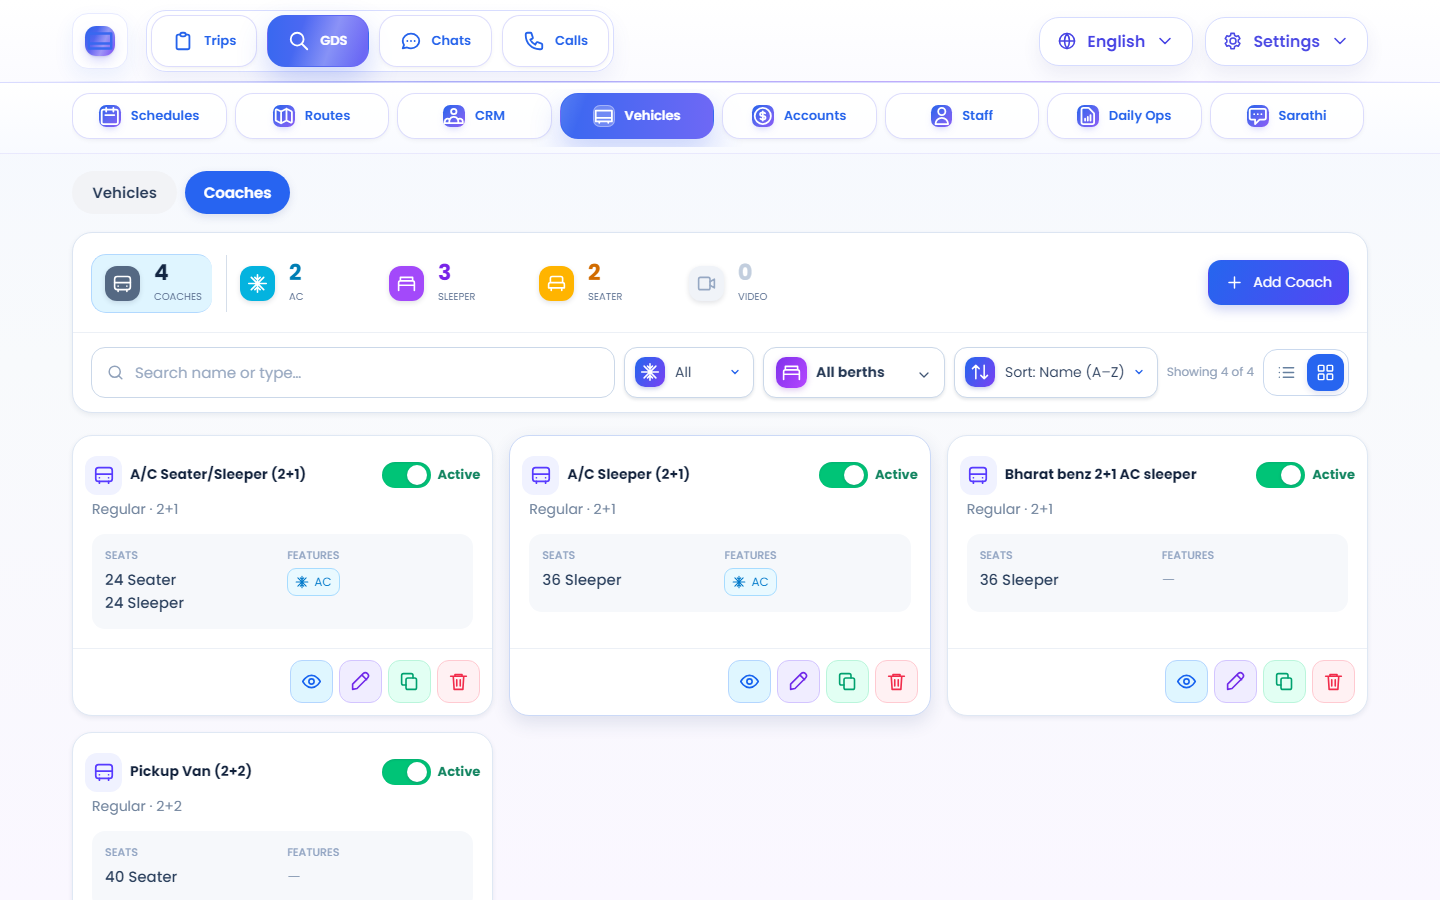 Trips
GDS
Chats
Calls
English
Settings
Schedules
Routes
CRM
Vehicles
Accounts
Staff
Daily Ops
Sarathi
Vehicles
Coaches
4
COACHES
2
AC
3
SLEEPER
2
SEATER
0
VIDEO
Add Coach
Search name or type...
All
All berths
Sort: Name (A–Z)
Showing 4 of 4
A/C Seater/Sleeper (2+1)
Active
Regular · 2+1
SEATS
FEATURES
24 Seater
AC
24 Sleeper
A/C Sleeper (2+1)
Active
Regular · 2+1
SEATS
FEATURES
36 Sleeper
AC
Bharat benz 2+1 AC sleeper
Active
Regular · 2+1
SEATS
FEATURES
36 Sleeper
—
Pickup Van (2+2)
Active
Regular · 2+2
SEATS
FEATURES
40 Seater
—